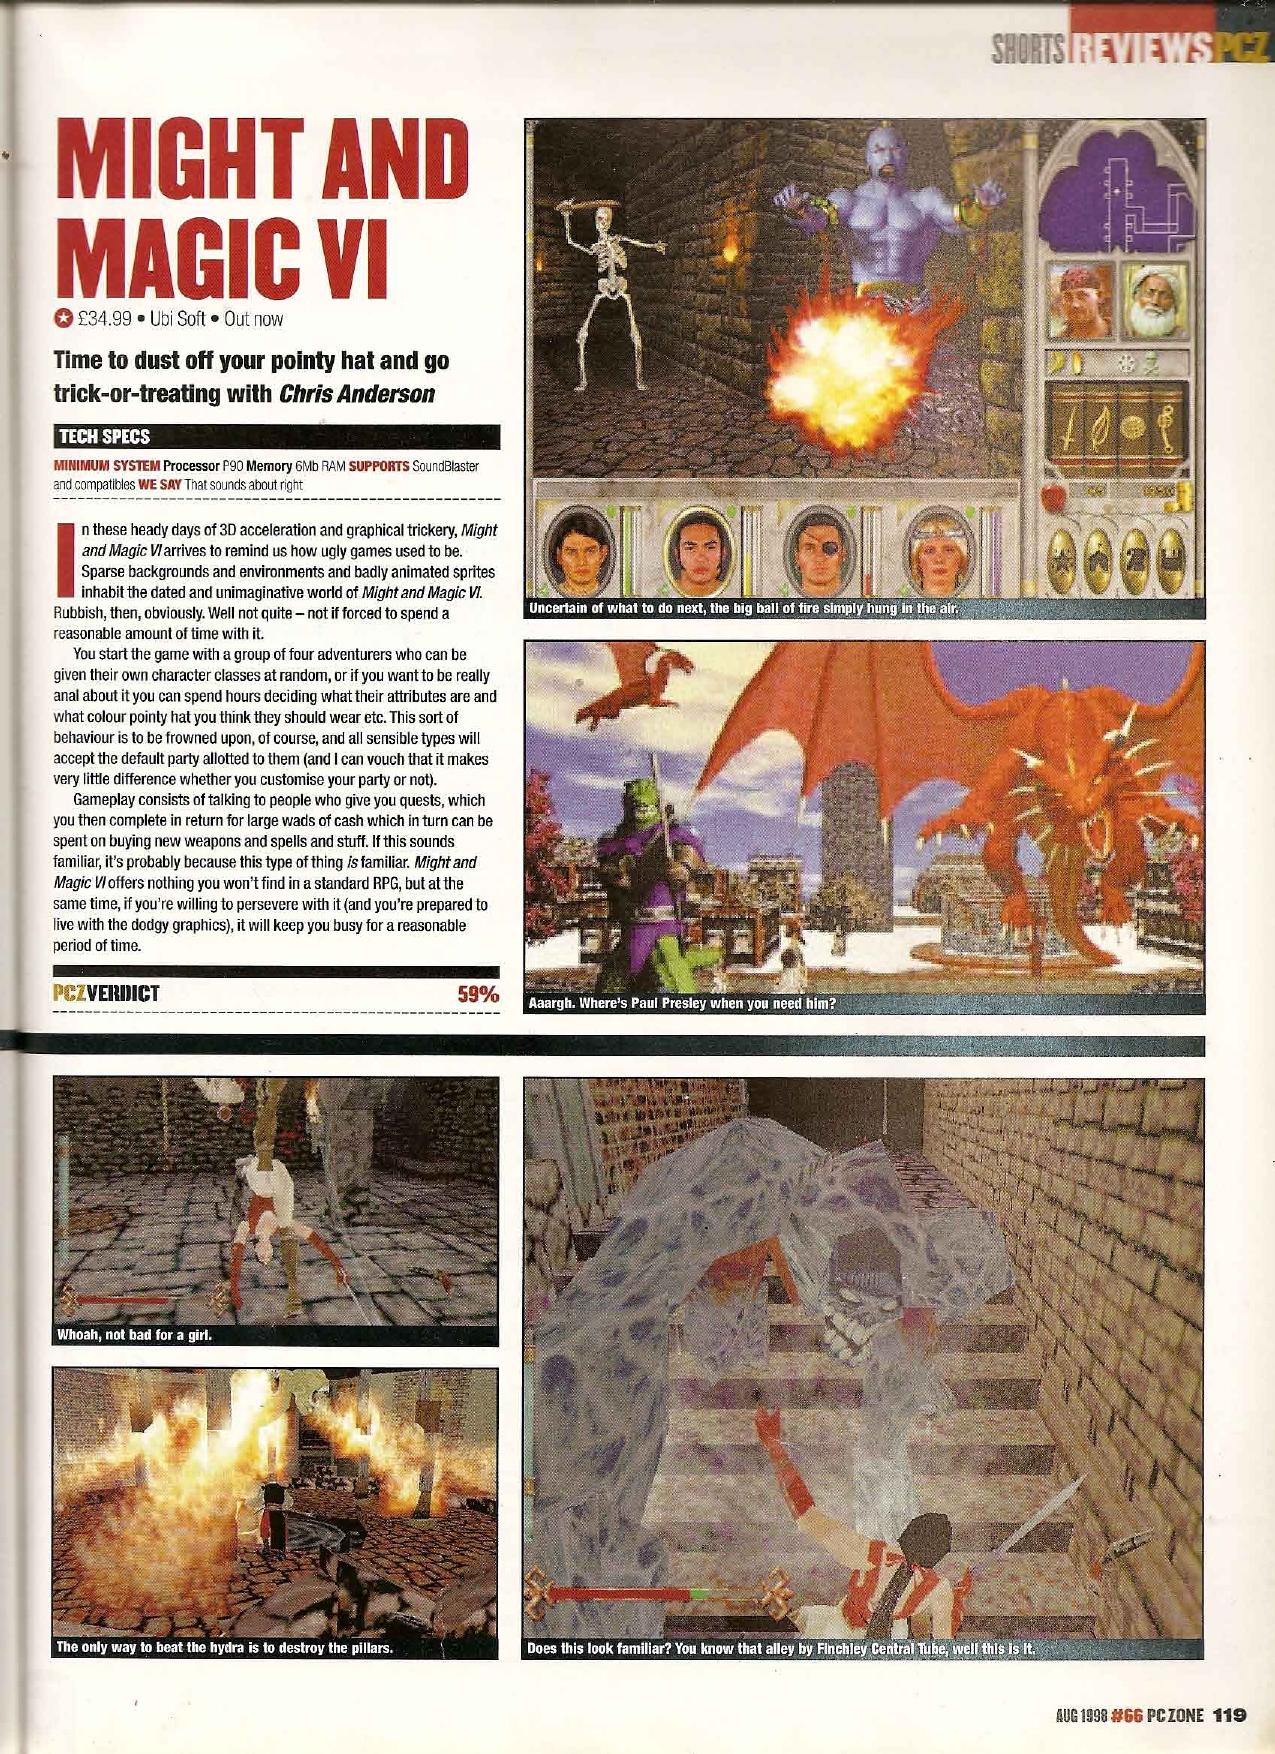 SHORTS REVIEWS PCZ
MIGHT AND
MAGIC VI
£34.99 • Ubi Soft • Out now
Time to dust off your pointy hat and go
trick-or-treating with Chris Anderson
TECH SPECS
MINIMUM SYSTEM Processor P90 Memory 6Mb RAM SUPPORTS SoundBlaster
and compatibles WE SAY That sounds about right
In these heady days of 3D acceleration and graphical trickery, Might
and Magic VI arrives to remind us how ugly games used to be.
Sparse backgrounds and environments and badly animated sprites
inhabit the dated and unimaginative world of Might and Magic VI.
Rubbish, then, obviously. Well not quite – not if forced to spend a
reasonable amount of time with it.
You start the game with a group of four adventurers who can be
given their own character classes at random, or if you want to be really
anal about it you can spend hours deciding what their attributes are and
what colour pointy hat you think they should wear etc. This sort of
behaviour is to be frowned upon, of course, and all sensible types will
accept the default party allotted to them (and I can vouch that it makes
very little difference whether you customise your party or not).
Gameplay consists of talking to people who give you quests, which
you then complete in return for large wads of cash which in turn can be
spent on buying new weapons and spells and stuff. If this sounds
familiar, it's probably because this type of thing is familiar. Might and
Magic VI offers nothing you won't find in a standard RPG, but at the
same time, if you're willing to persevere with it (and you're prepared to
live with the dodgy graphics), it will keep you busy for a reasonable
period of time.
PCZVERDICT 59%
Uncertain of what to do next, the big ball of fire simply hung in the air.
Aaargh. Where's Paul Presley when you need him?
Whoah, not bad for a girl.
The only way to beat the hydra is to destroy the pillars.
Does this look familiar? You know that alley by Finchley Central Tube, well this is it.
AUG 1998 #66 PC ZONE 119